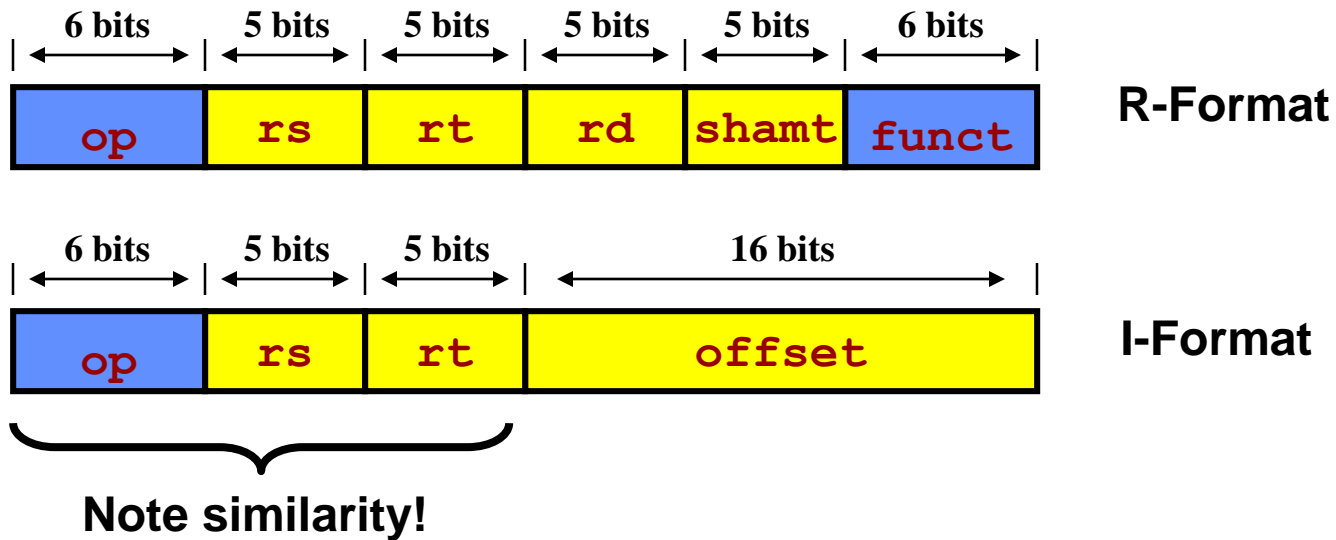 6 bits 5 bits 5 bits 5 bits 5 bits 6 bits
op rs rt rd shamt funct
R-Format
6 bits 5 bits 5 bits 16 bits
op rs rt offset
I-Format
Note similarity!